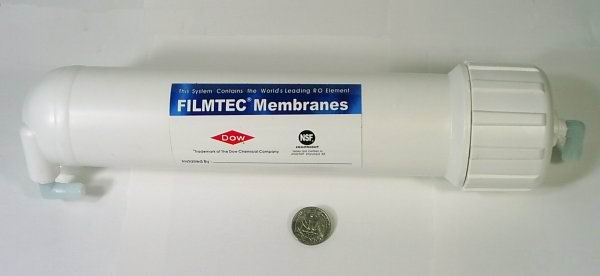 This System Contains the World's Leading RO Element
FILMTEC® Membranes
Dow
NSF
COMPONENT
*Trademark of The Dow Chemical Company
Installed By